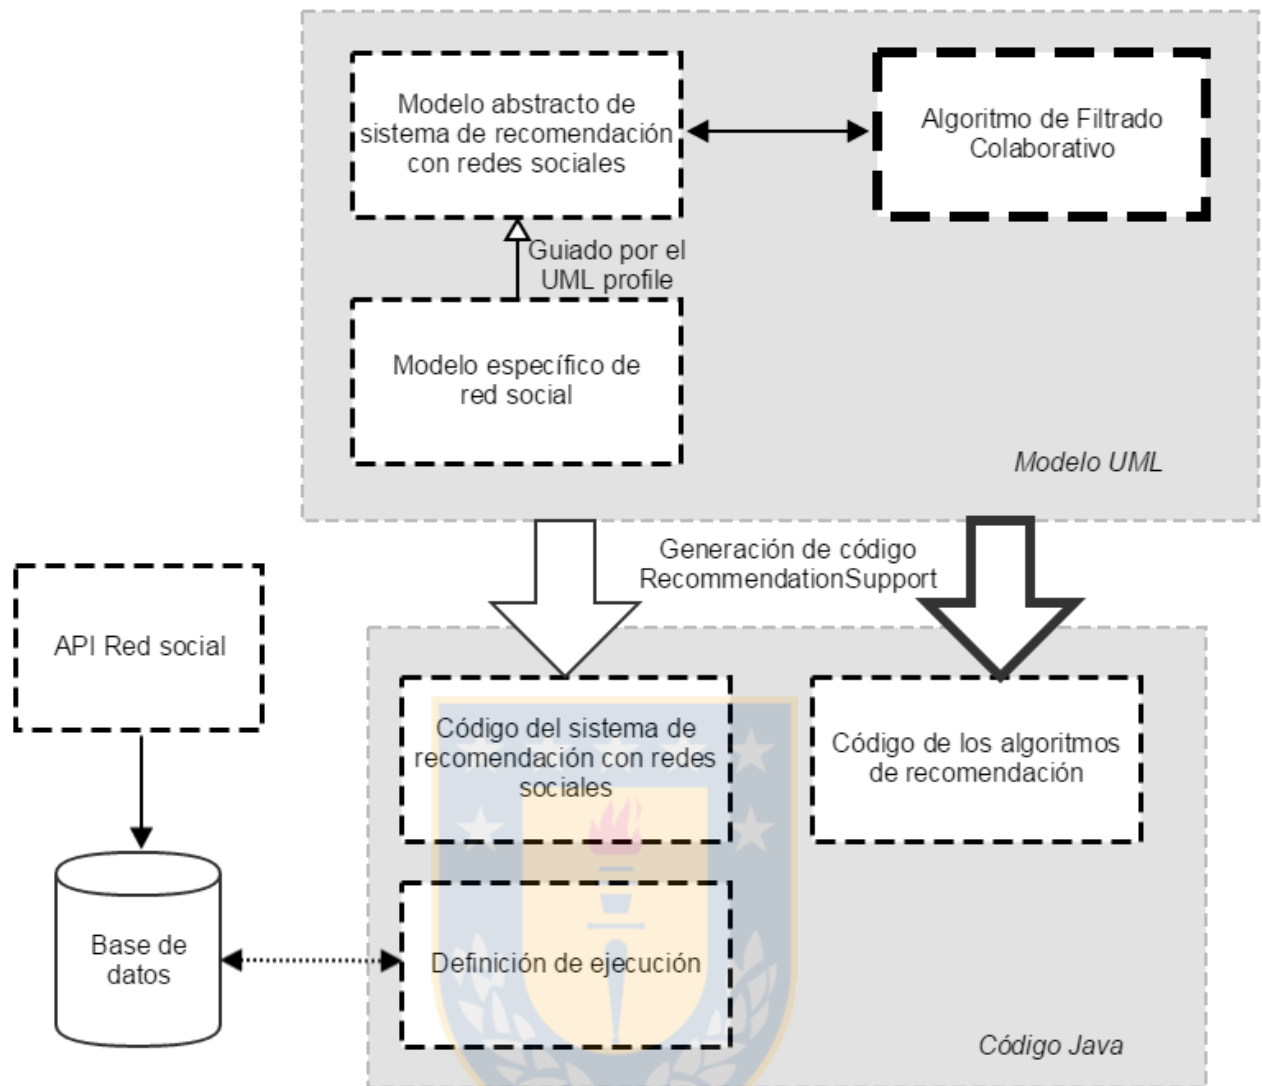 Modelo abstracto de
sistema de recomendación
con redes sociales
Algoritmo de Filtrado
Colaborativo
Guiado por el
UML profile
Modelo específico de
red social
Modelo UML
Generación de código
RecommendationSupport
API Red social
Código del sistema de
recomendación con redes
sociales
Código de los algoritmos
de recomendación
Base de
datos
Definición de ejecución
Código Java